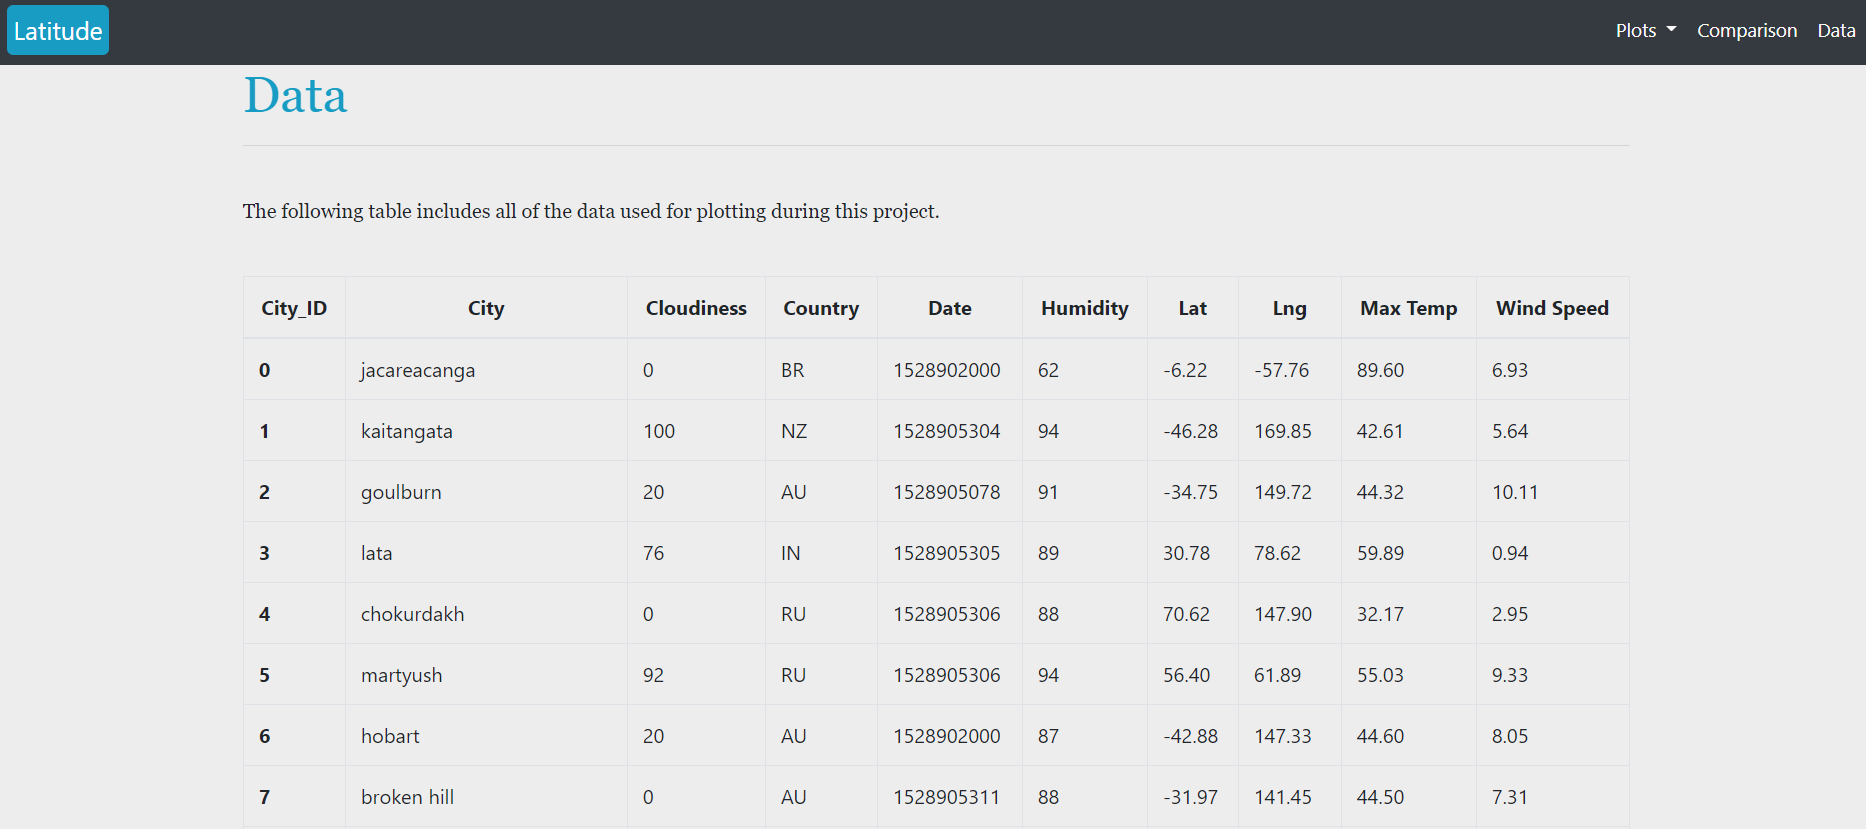 Latitude Plots Comparison Data
Data
The following table includes all of the data used for plotting during this project.
City_ID City Cloudiness Country Date Humidity Lat Lng Max Temp Wind Speed
0 jacareacanga 0 BR 1528902000 62 -6.22 -57.76 89.60 6.93
1 kaitangata 100 NZ 1528905304 94 -46.28 169.85 42.61 5.64
2 goulburn 20 AU 1528905078 91 -34.75 149.72 44.32 10.11
3 lata 76 IN 1528905305 89 30.78 78.62 59.89 0.94
4 chokurdakh 0 RU 1528905306 88 70.62 147.90 32.17 2.95
5 martyush 92 RU 1528905306 94 56.40 61.89 55.03 9.33
6 hobart 20 AU 1528902000 87 -42.88 147.33 44.60 8.05
7 broken hill 0 AU 1528905311 88 -31.97 141.45 44.50 7.31